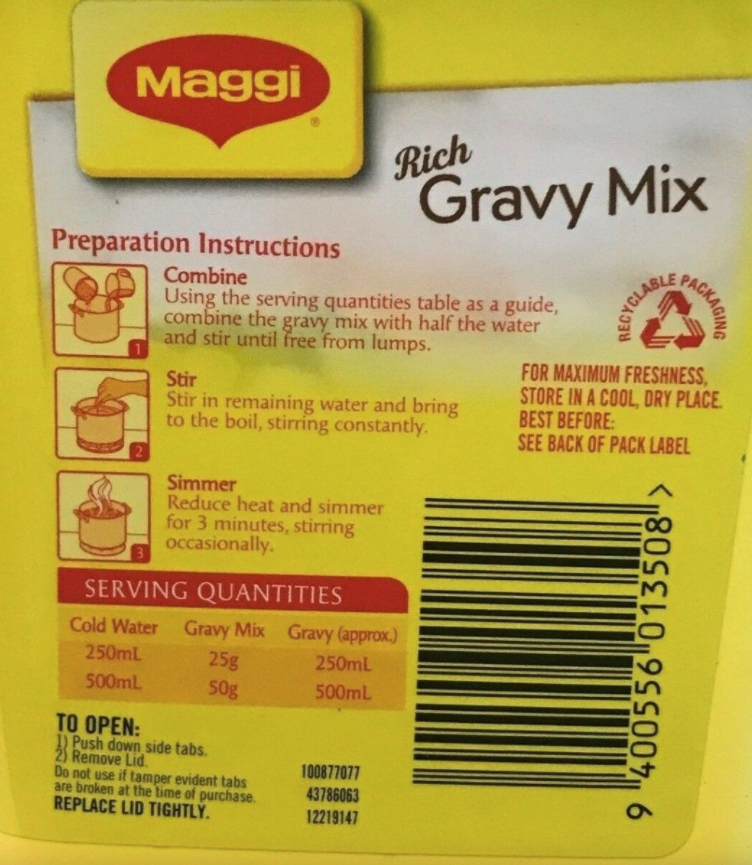 Maggi
®
Rich
Gravy Mix
Preparation Instructions
1
Combine
Using the serving quantities table as a guide,
combine the gravy mix with half the water
and stir until free from lumps.
2
Stir
Stir in remaining water and bring
to the boil, stirring constantly.
3
Simmer
Reduce heat and simmer
for 3 minutes, stirring
occasionally.
RECYCLABLE PACKAGING
FOR MAXIMUM FRESHNESS,
STORE IN A COOL, DRY PLACE.
BEST BEFORE:
SEE BACK OF PACK LABEL
SERVING QUANTITIES
Cold Water Gravy Mix Gravy (approx.)
250mL 25g 250mL
500mL 50g 500mL
TO OPEN:
1) Push down side tabs.
2) Remove Lid.
Do not use if tamper evident tabs
are broken at the time of purchase.
REPLACE LID TIGHTLY.
100877077
43786063
12219147
9 400556 013508 >